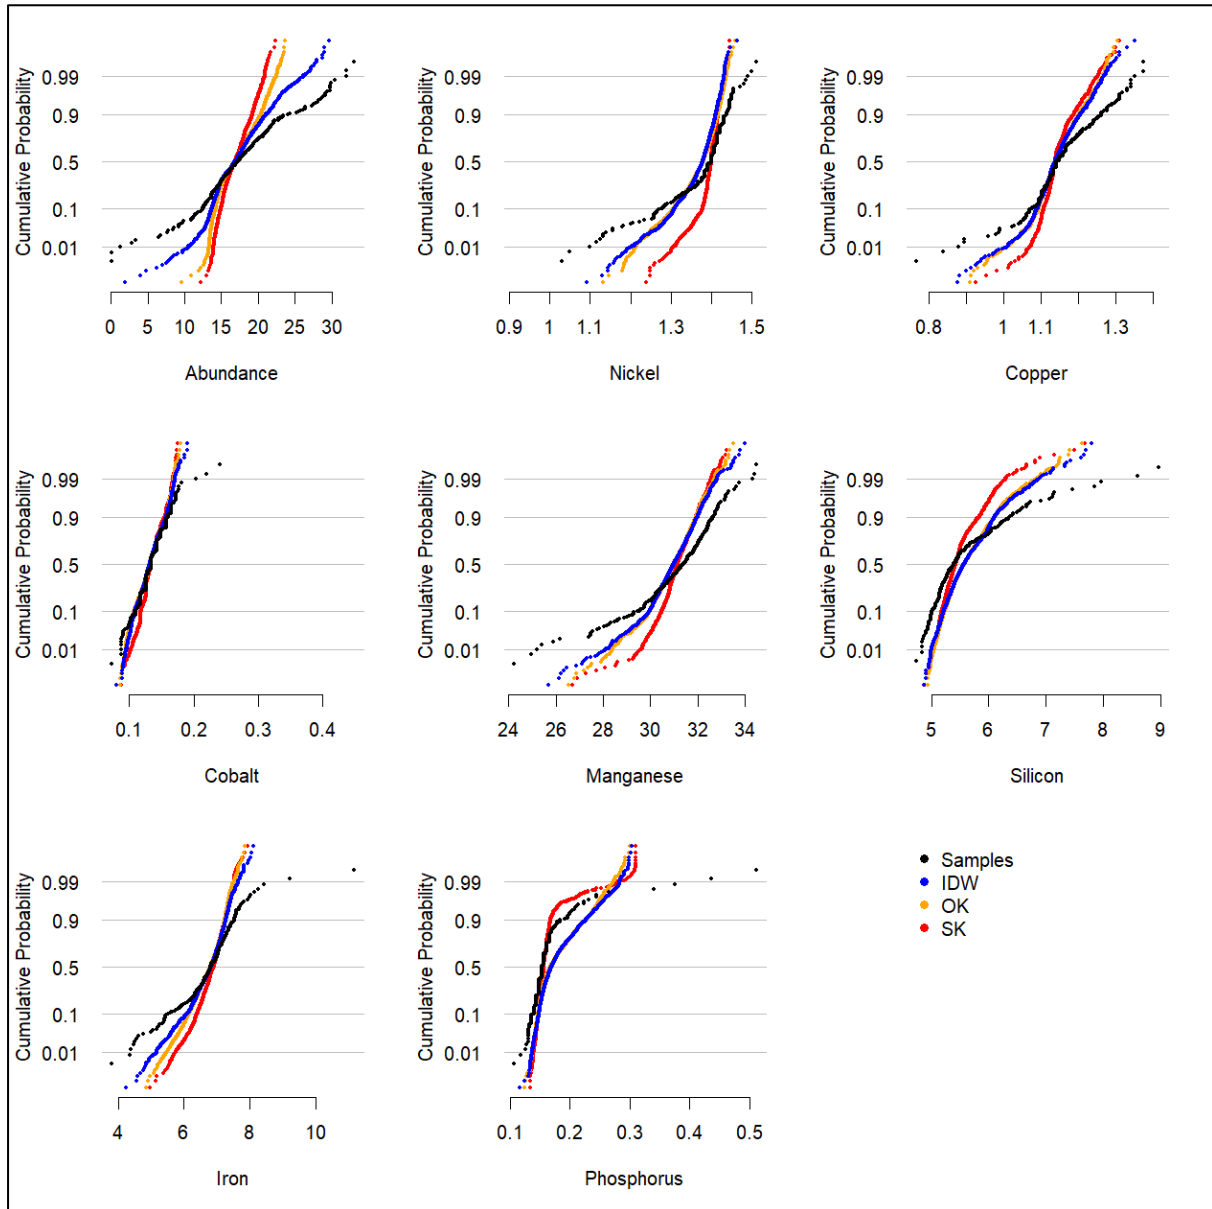 Cumulative Probability
0.99
0.9
0.5
0.1
0.01
0 5 10 15 20 25 30
Abundance
Cumulative Probability
0.99
0.9
0.5
0.1
0.01
0.9 1 1.1 1.3 1.5
Nickel
Cumulative Probability
0.99
0.9
0.5
0.1
0.01
0.8 1 1.1 1.3
Copper
Cumulative Probability
0.99
0.9
0.5
0.1
0.01
0.1 0.2 0.3 0.4
Cobalt
Cumulative Probability
0.99
0.9
0.5
0.1
0.01
24 26 28 30 32 34
Manganese
Cumulative Probability
0.99
0.9
0.5
0.1
0.01
5 6 7 8 9
Silicon
Cumulative Probability
0.99
0.9
0.5
0.1
0.01
4 6 8 10
Iron
Cumulative Probability
0.99
0.9
0.5
0.1
0.01
0.1 0.2 0.3 0.4 0.5
Phosphorus
Samples
IDW
OK
SK